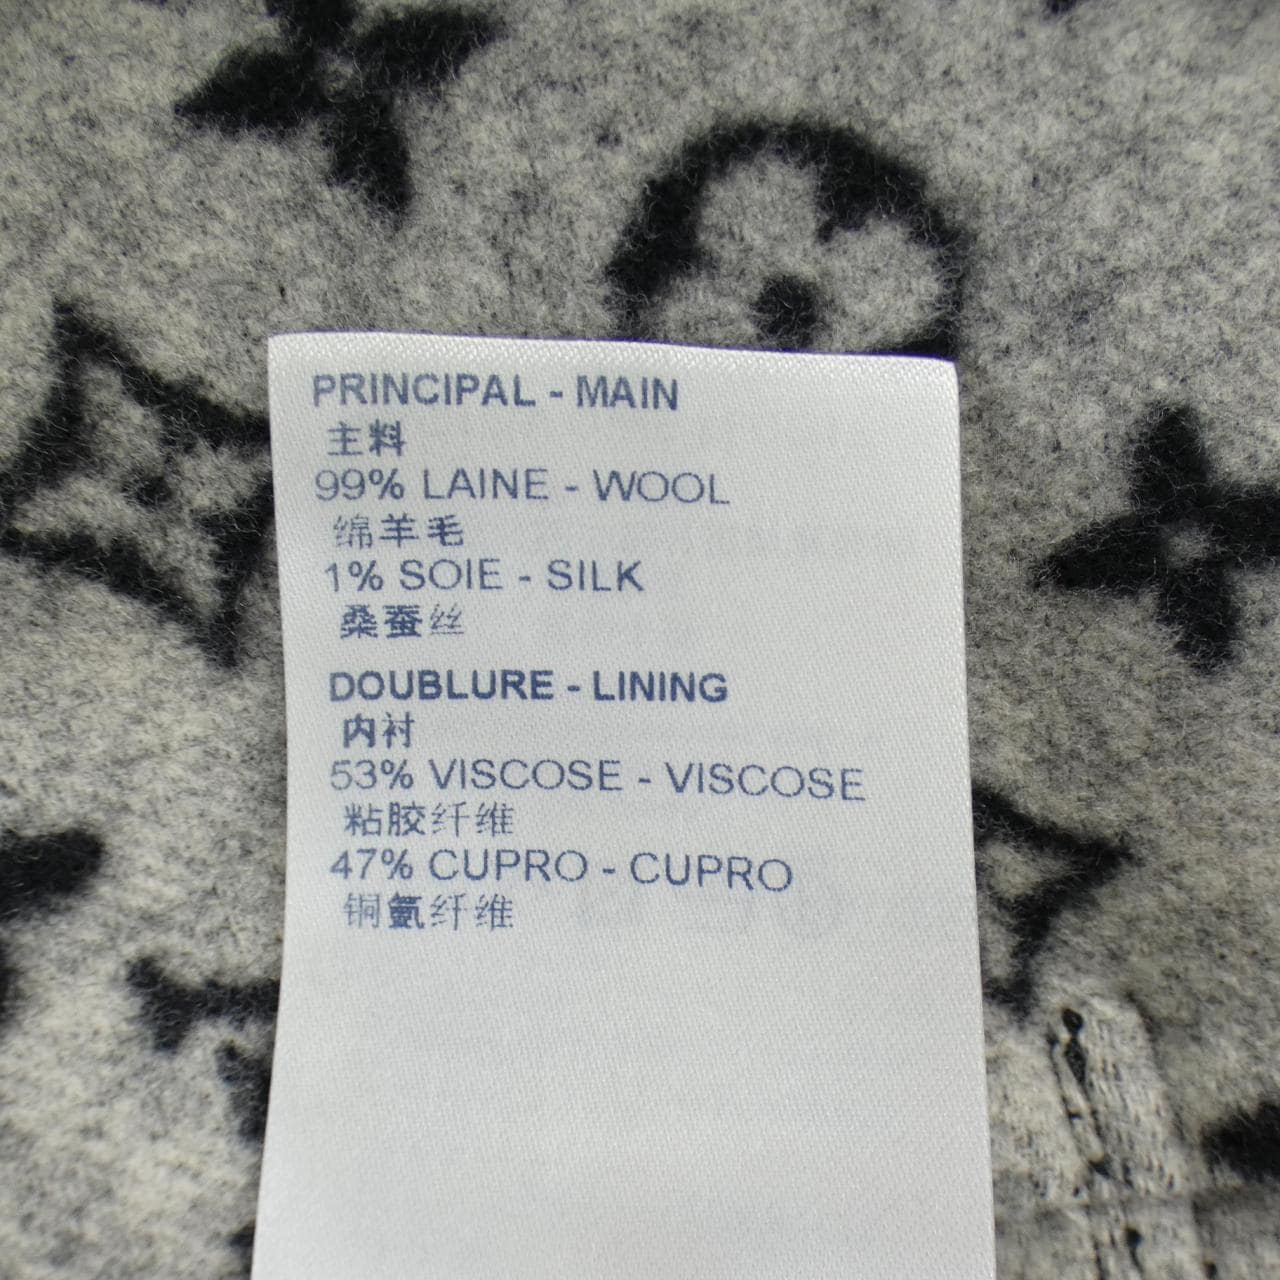 PRINCIPAL - MAIN
主料
99% LAINE - WOOL
绵羊毛
1% SOIE - SILK
桑蚕丝
DOUBLURE - LINING
内衬
53% VISCOSE - VISCOSE
粘胶纤维
47% CUPRO - CUPRO
铜氨纤维